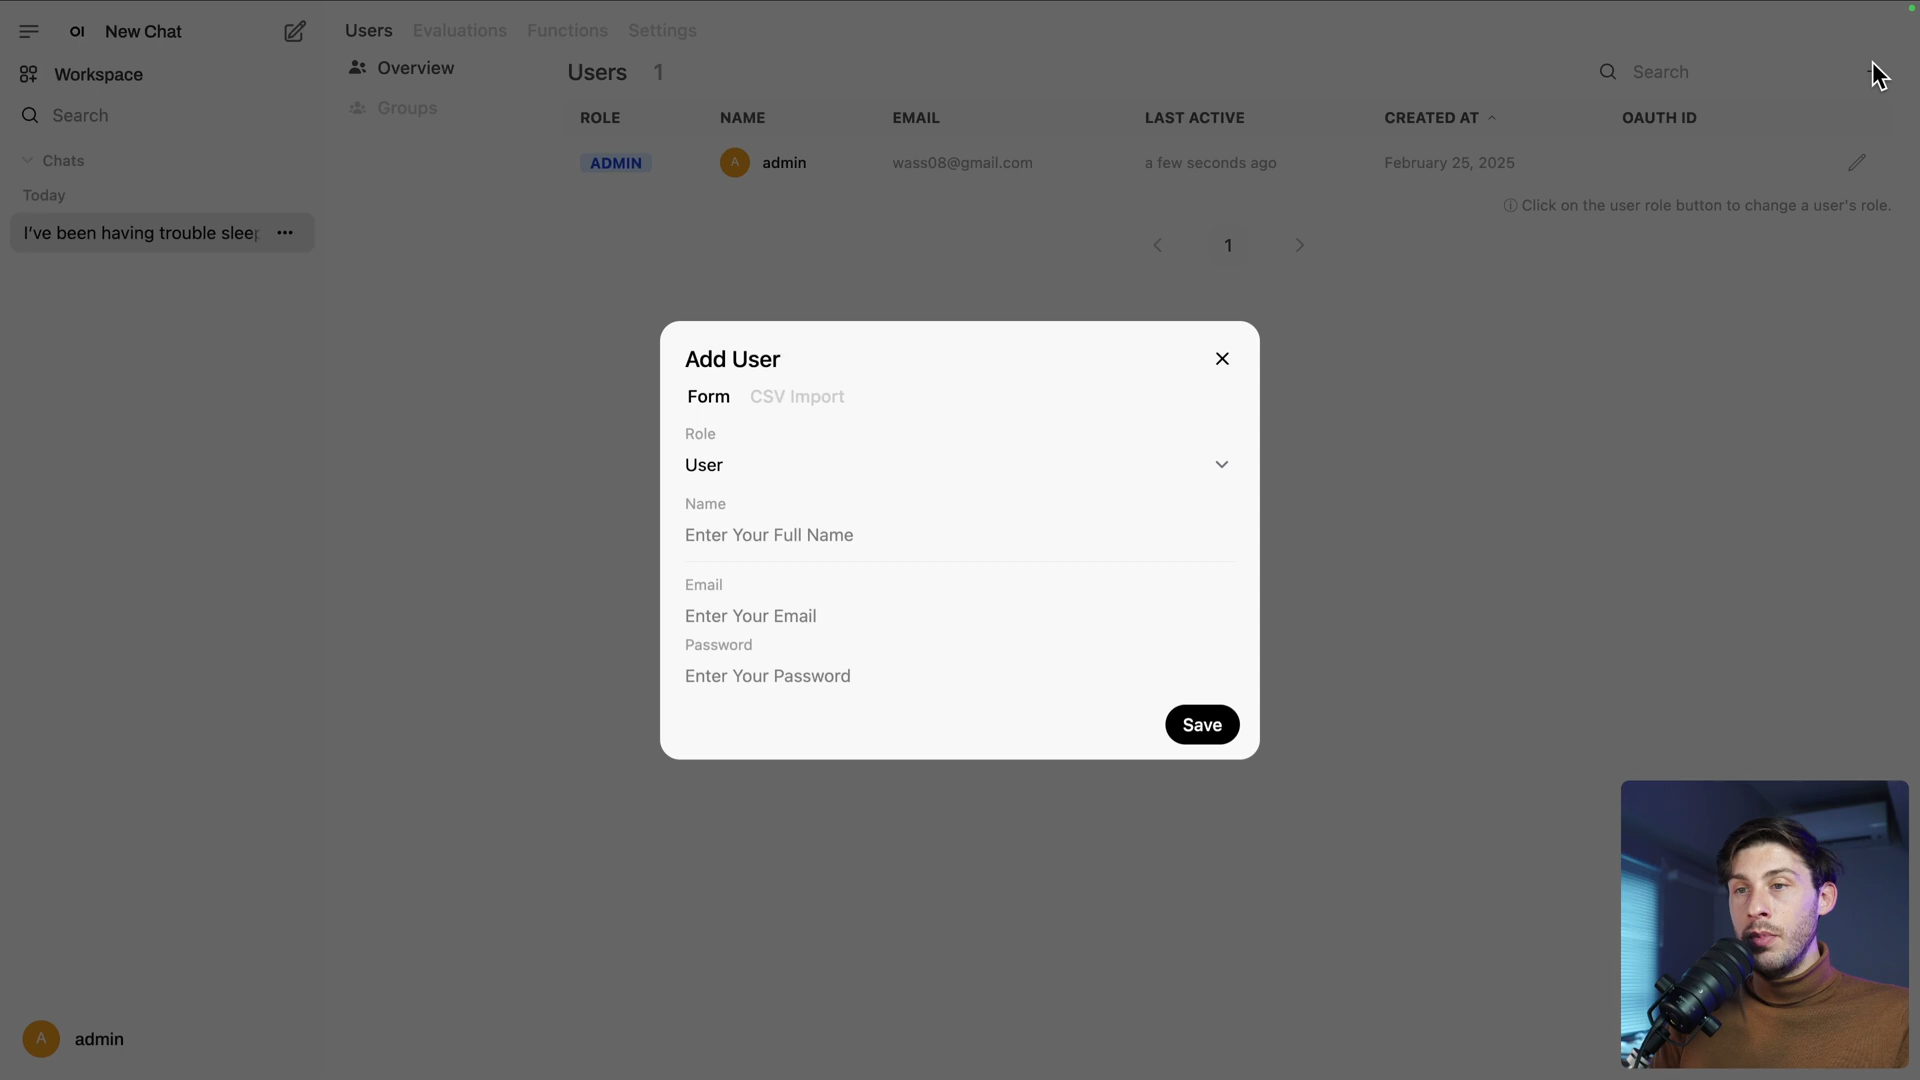 OI New Chat
Workspace
Search
Chats
Today
I've been having trouble sleep
A admin
Users Evaluations Functions Settings
Overview
Groups
Users 1
Search
ROLE NAME EMAIL LAST ACTIVE CREATED AT OAUTH ID
ADMIN A admin wass08@gmail.com a few seconds ago February 25, 2025
Click on the user role button to change a user's role.
1
Add User
Form CSV Import
Role
User
Name
Enter Your Full Name
Email
Enter Your Email
Password
Enter Your Password
Save